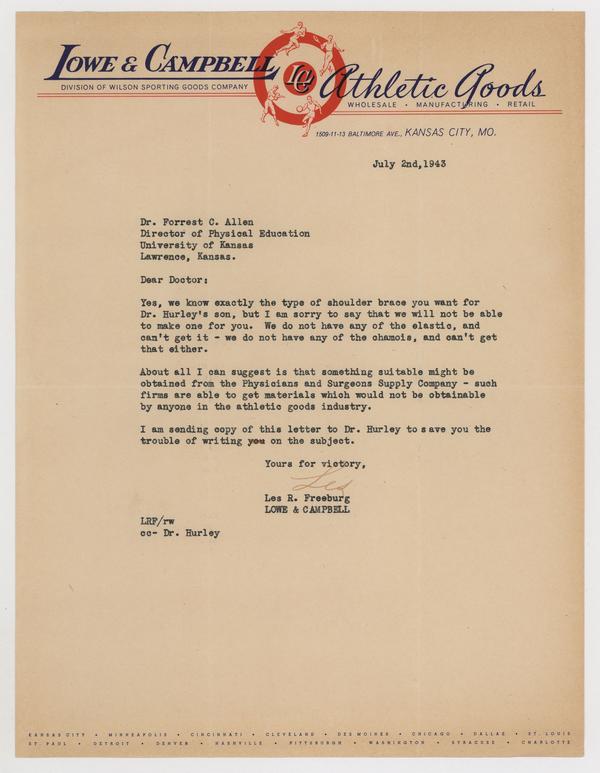 LOWE & CAMPBELL Athletic Goods
DIVISION OF WILSON SPORTING GOODS COMPANY
LC
WHOLESALE • MANUFACTURING • RETAIL
1509-11-13 BALTIMORE AVE., KANSAS CITY, MO.
July 2nd,1943
Dr. Forrest C. Allen
Director of Physical Education
University of Kansas
Lawrence, Kansas.
Dear Doctor:
Yes, we know exactly the type of shoulder brace you want for
Dr. Hurley's son, but I am sorry to say that we will not be able
to make one for you. We do not have any of the elastic, and
can't get it - we do not have any of the chamois, and can't get
that either.
About all I can suggest is that something suitable might be
obtained from the Physicians and Surgeons Supply Company - such
firms are able to get materials which would not be obtainable
by anyone in the athletic goods industry.
I am sending copy of this letter to Dr. Hurley to save you the
trouble of writing you on the subject.
Yours for victory,
Les
Les R. Freeburg
LOWE & CAMPBELL
LRF/rw
cc- Dr. Hurley
KANSAS CITY • MINNEAPOLIS • CINCINNATI • CLEVELAND • DES MOINES • CHICAGO • DALLAS • ST. LOUIS
ST. PAUL • DETROIT • DENVER • NASHVILLE • PITTSBURGH • WASHINGTON • SYRACUSE • CHARLOTTE